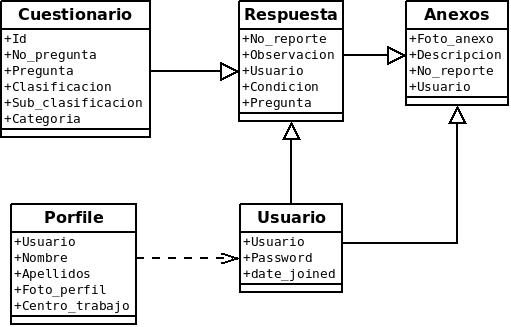 Cuestionario
+Id
+No_pregunta
+Pregunta
+Clasificacion
+Sub_clasificacion
+Categoria
Respuesta
+No_reporte
+Observacion
+Usuario
+Condicion
+Pregunta
Anexos
+Foto_anexo
+Descripcion
+No_reporte
+Usuario
Porfile
+Usuario
+Nombre
+Apellidos
+Foto_perfil
+Centro_trabajo
Usuario
+Usuario
+Password
+date_joined